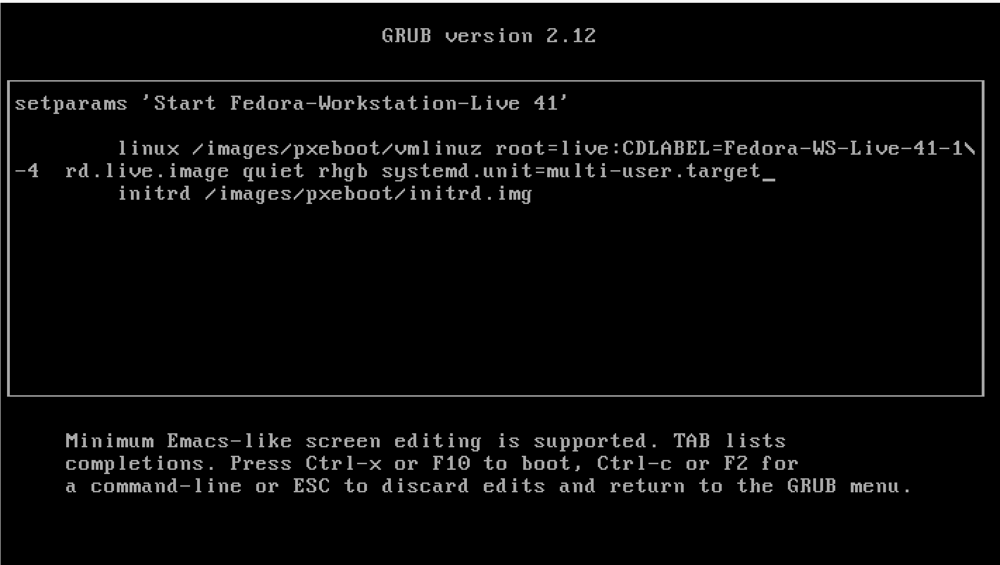 GRUB version 2.12
setparams 'Start Fedora-Workstation-Live 41'
linux /images/pxeboot/vmlinuz root=live:CDLABEL=Fedora-WS-Live-41-1\
-4  rd.live.image quiet rhgb systemd.unit=multi-user.target_
initrd /images/pxeboot/initrd.img
Minimum Emacs-like screen editing is supported. TAB lists
completions. Press Ctrl-x or F10 to boot, Ctrl-c or F2 for
a command-line or ESC to discard edits and return to the GRUB menu.